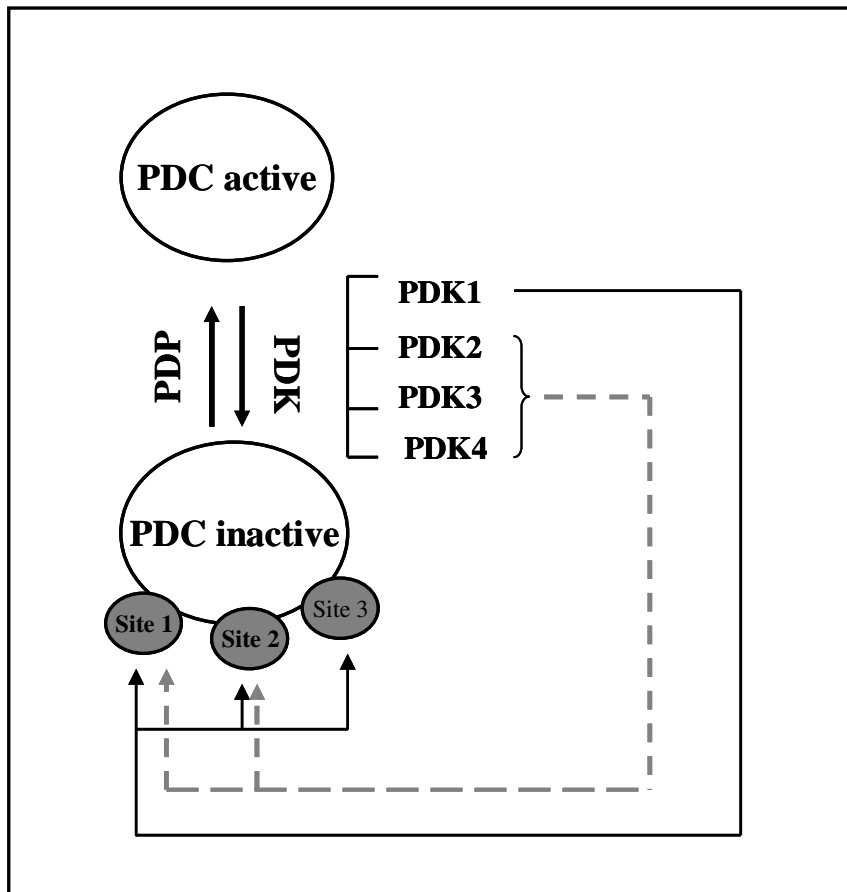 PDC active
PDP
PDK
PDK1
PDK2
PDK3
PDK4
PDC inactive
Site 1
Site 2
Site 3